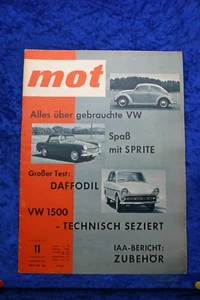 mot
Alles über gebrauchte VW
Spaß
mit SPRITE
Großer Test:
DAFFODIL
VW 1500
- TECHNISCH SEZIERT
11
IAA-BERICHT:
ZUBEHÖR